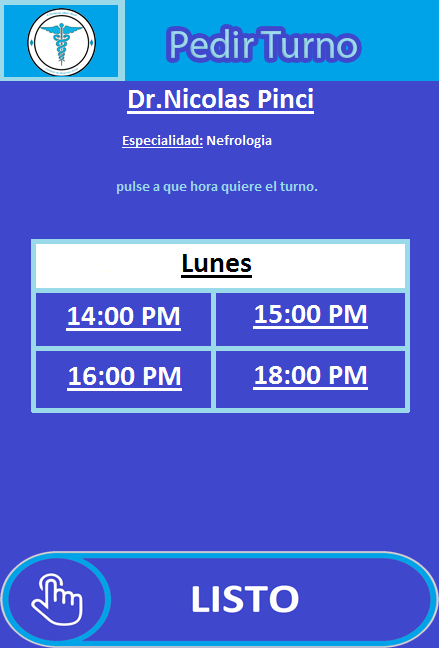 Pedir Turno
Dr.Nicolas Pinci
Especialidad: Nefrologia
pulse a que hora quiere el turno.
Lunes
14:00 PM
15:00 PM
16:00 PM
18:00 PM
LISTO